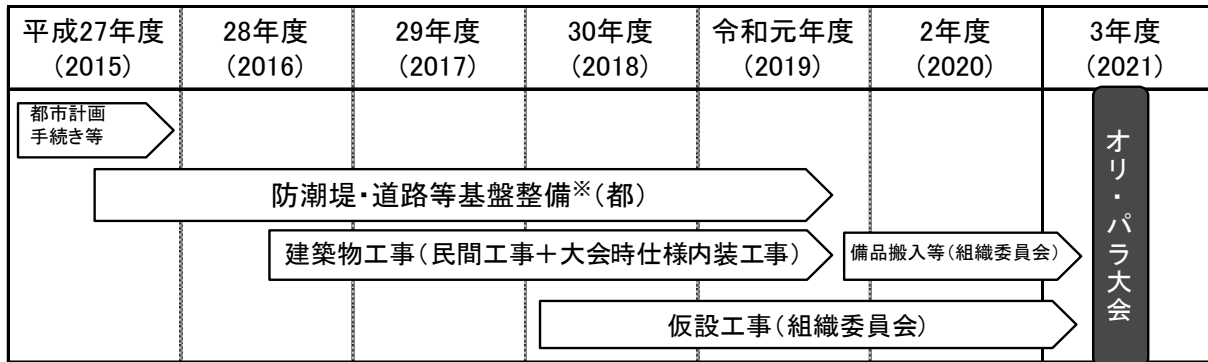 平成27年度 28年度 29年度 30年度 令和元年度 2年度 3年度
(2015) (2016) (2017) (2018) (2019) (2020) (2021)
都市計画
手続き等
防潮堤・道路等基盤整備※(都)
建築物工事(民間工事+大会時仕様内装工事)
備品搬入等(組織委員会)
仮設工事(組織委員会)
オリ・パラ大会